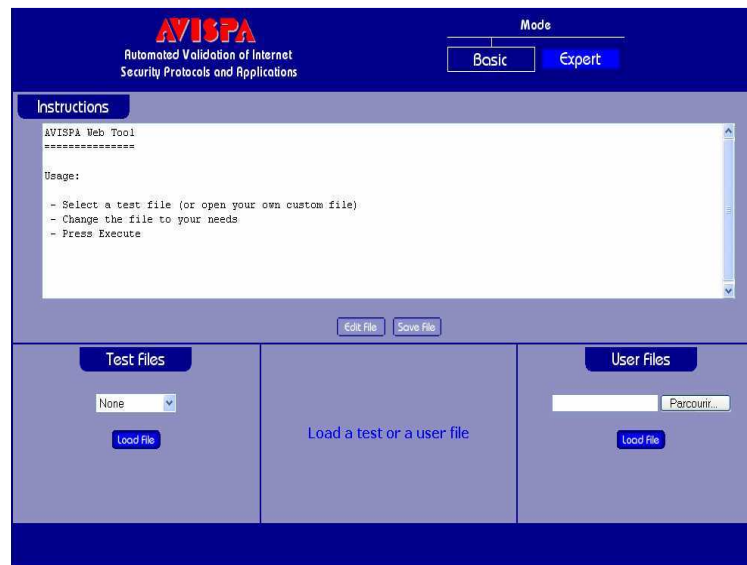 AVISPA
Automated Validation of Internet
Security Protocols and Applications
Mode
Basic
Expert
Instructions
AVISPA Web Tool
===============
Usage:
- Select a test file (or open your own custom file)
- Change the file to your needs
- Press Execute
Edit File
Save File
Test Files
None
Load File
Load a test or a user file
User Files
Parcourir...
Load File